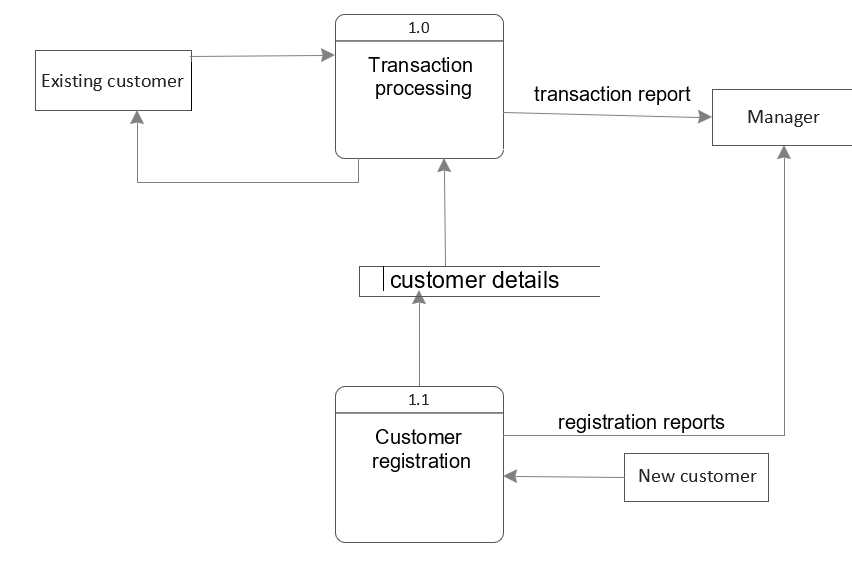 1.0
Transaction
processing
Existing customer
transaction report
Manager
customer details
1.1
Customer
registration
registration reports
New customer